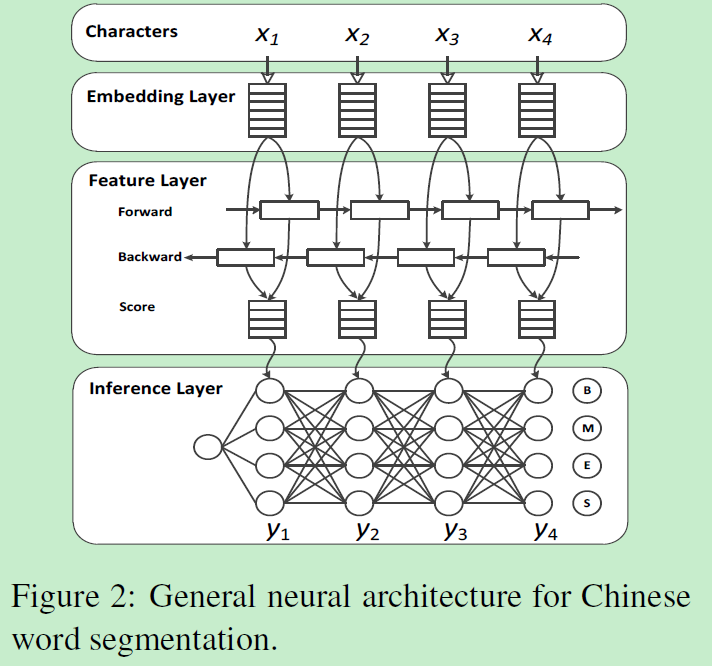 Characters x1 x2 x3 x4
Embedding Layer
Feature Layer
Forward
Backward
Score
Inference Layer
B
M
E
S
y1 y2 y3 y4
Figure 2: General neural architecture for Chinese
word segmentation.